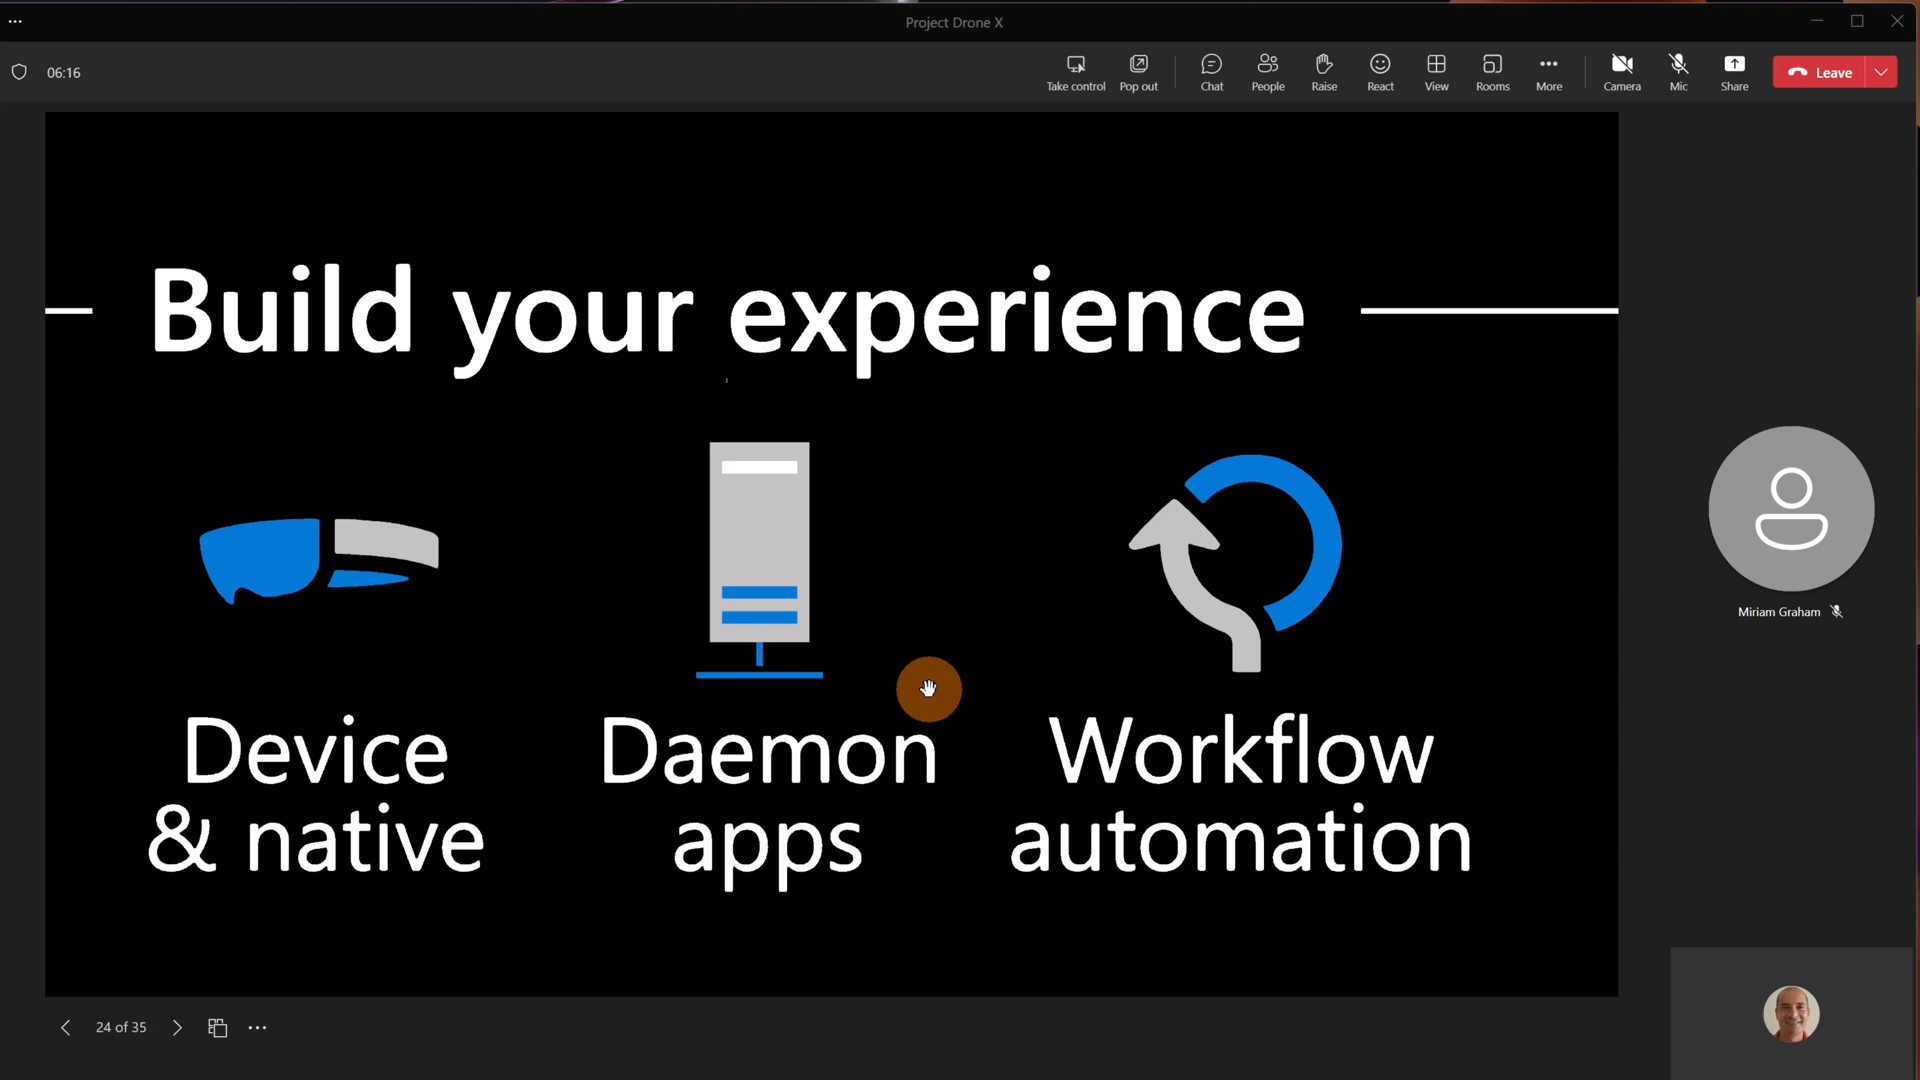 Project Drone X
06:16
Take control
Pop out
Chat
People
Raise
React
View
Rooms
More
Camera
Mic
Share
Leave
Build your experience
Device
& native
Daemon
apps
Workflow
automation
Miriam Graham
24 of 35